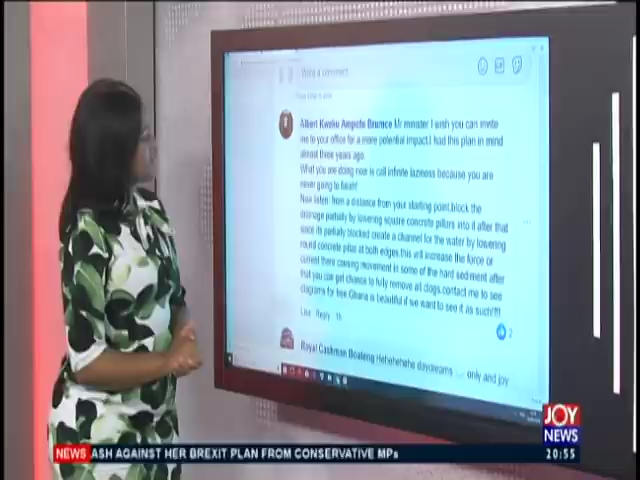 Write a comment
Albert Kweku Ampofo Brumce Mr minister I wish you can invite
me to your office for a more potential impact.I had this plan in mind
almost three years ago.
What you are doing now is call infinite laziness because you are
never going to finish!
Now listen: from a distance from your starting point,block the
drainage partially by lowering square concrete pillars into it after that
since its partially blocked create a channel for the water by lowering
round concrete pillar at both edges.this will increase the force or
current there causing movement in some of the hard sediment after
that you can get chance to fully remove all clogs.contact me to see
diagrams for free.Ghana is beautiful if we want to see it as such!!!!
Like Reply 1h
2
Royal Cashman Boateng Hehehehehe daydreams .... only and joy
JOY
NEWS
NEWS ASH AGAINST HER BREXIT PLAN FROM CONSERVATIVE MPs
20:55